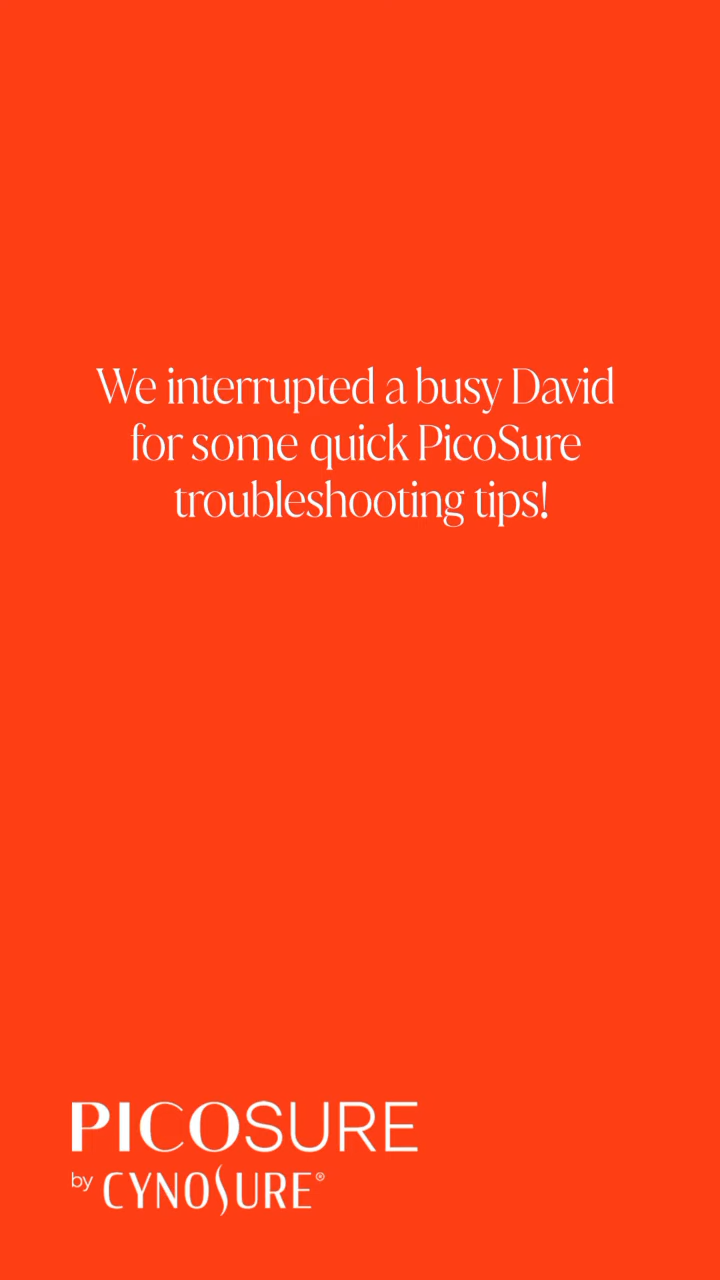 We interrupted a busy David
for some quick PicoSure
troubleshooting tips!
PICOSURE
by CYNOSURE®